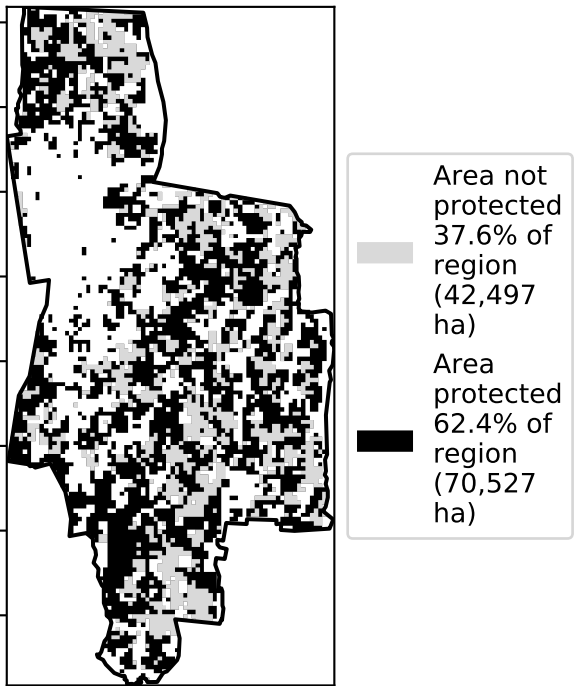 Area not
protected
37.6% of
region
(42,497
ha)
Area
protected
62.4% of
region
(70,527
ha)